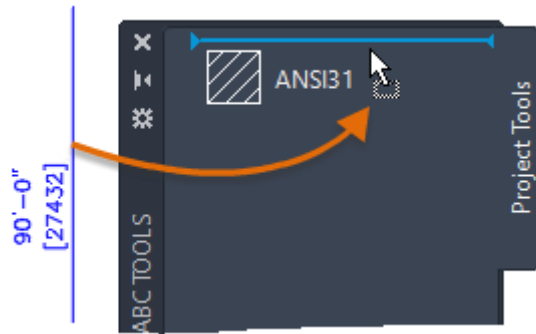 ANSI31
Project Tools
ABC TOOLS
90'-0"
[27432]